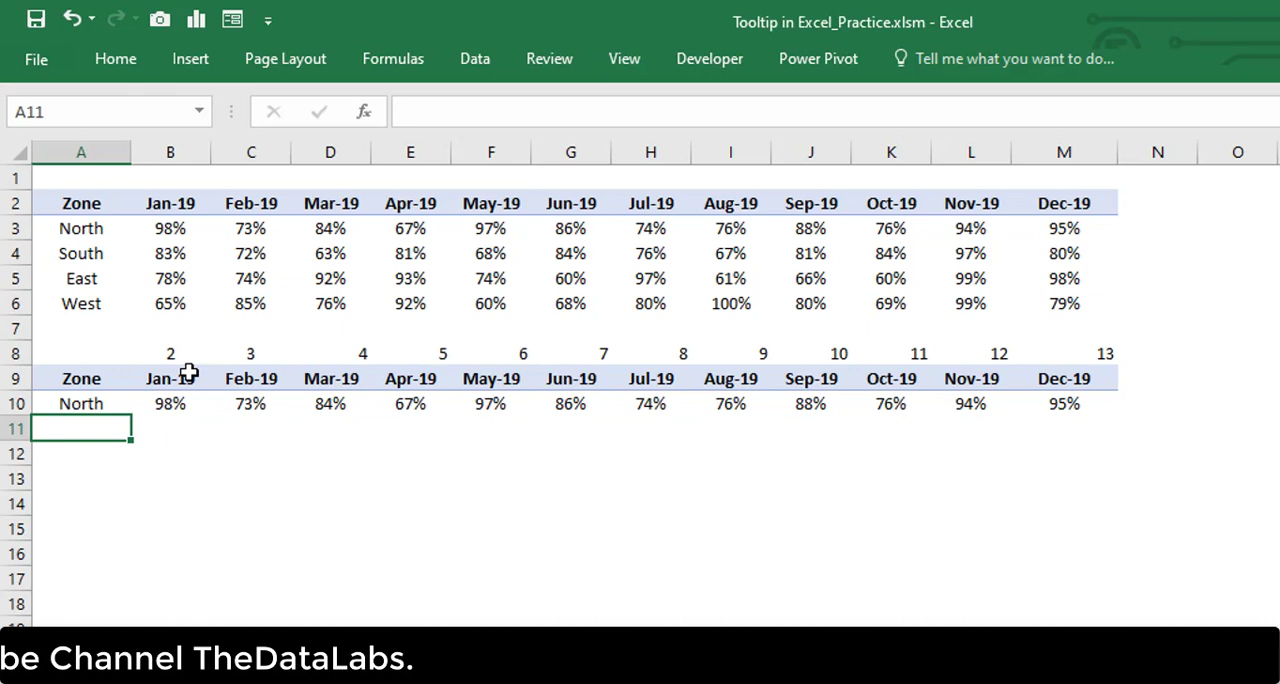 Tooltip in Excel_Practice.xlsm - Excel
File Home Insert Page Layout Formulas Data Review View Developer Power Pivot Tell me what you want to do...
A11 fx
A B C D E F G H I J K L M N O
1
2 Zone Jan-19 Feb-19 Mar-19 Apr-19 May-19 Jun-19 Jul-19 Aug-19 Sep-19 Oct-19 Nov-19 Dec-19
3 North 98% 73% 84% 67% 97% 86% 74% 76% 88% 76% 94% 95%
4 South 83% 72% 63% 81% 68% 84% 76% 67% 81% 84% 97% 80%
5 East 78% 74% 92% 93% 74% 60% 97% 61% 66% 60% 99% 98%
6 West 65% 85% 76% 92% 60% 68% 80% 100% 80% 69% 99% 79%
7
8 2 3 4 5 6 7 8 9 10 11 12 13
9 Zone Jan-19 Feb-19 Mar-19 Apr-19 May-19 Jun-19 Jul-19 Aug-19 Sep-19 Oct-19 Nov-19 Dec-19
10 North 98% 73% 84% 67% 97% 86% 74% 76% 88% 76% 94% 95%
11
12
13
14
15
16
17
18
be Channel TheDataLabs.